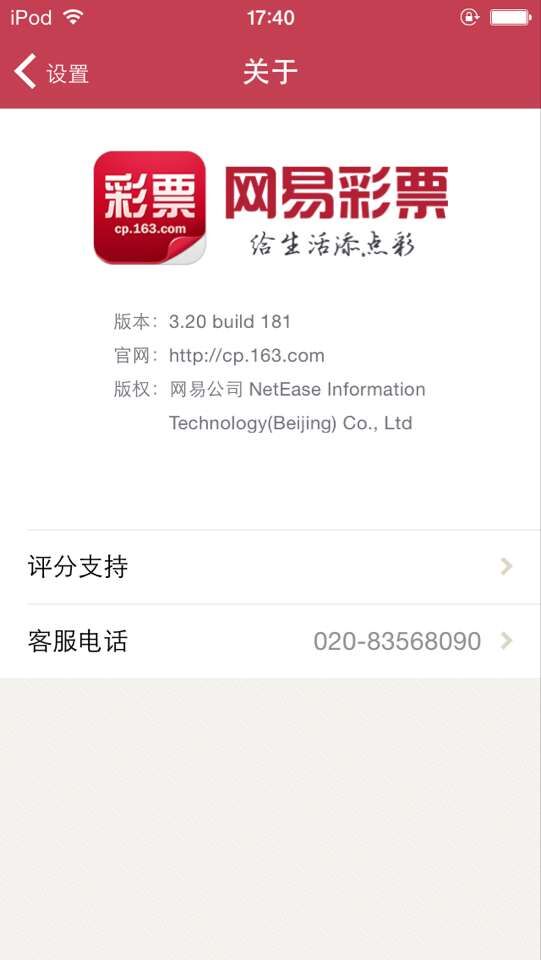 iPod 17:40
设置 关于
彩票
cp.163.com
网易彩票
给生活添点彩
版本：3.20 build 181
官网：http://cp.163.com
版权：网易公司 NetEase Information
Technology(Beijing) Co., Ltd
评分支持
客服电话 020-83568090